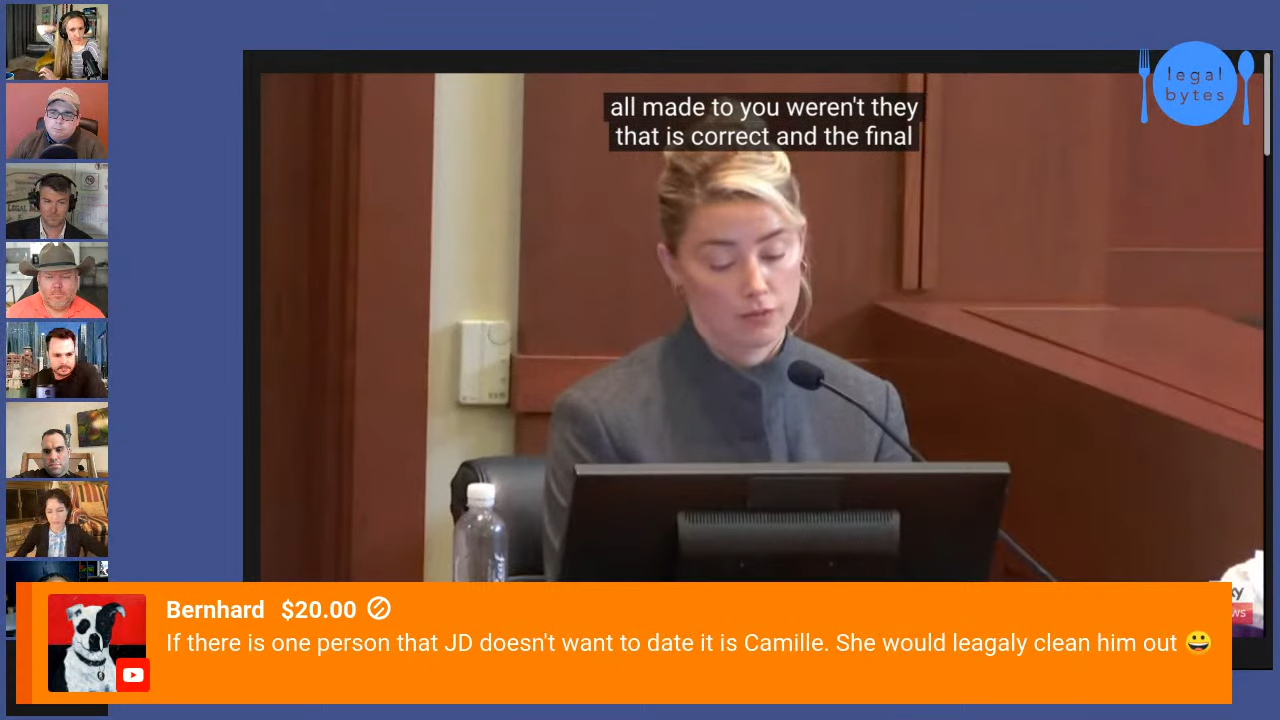 legal
bytes
all made to you weren't they
that is correct and the final
Bernhard $20.00
If there is one person that JD doesn't want to date it is Camille. She would leagaly clean him out 😀